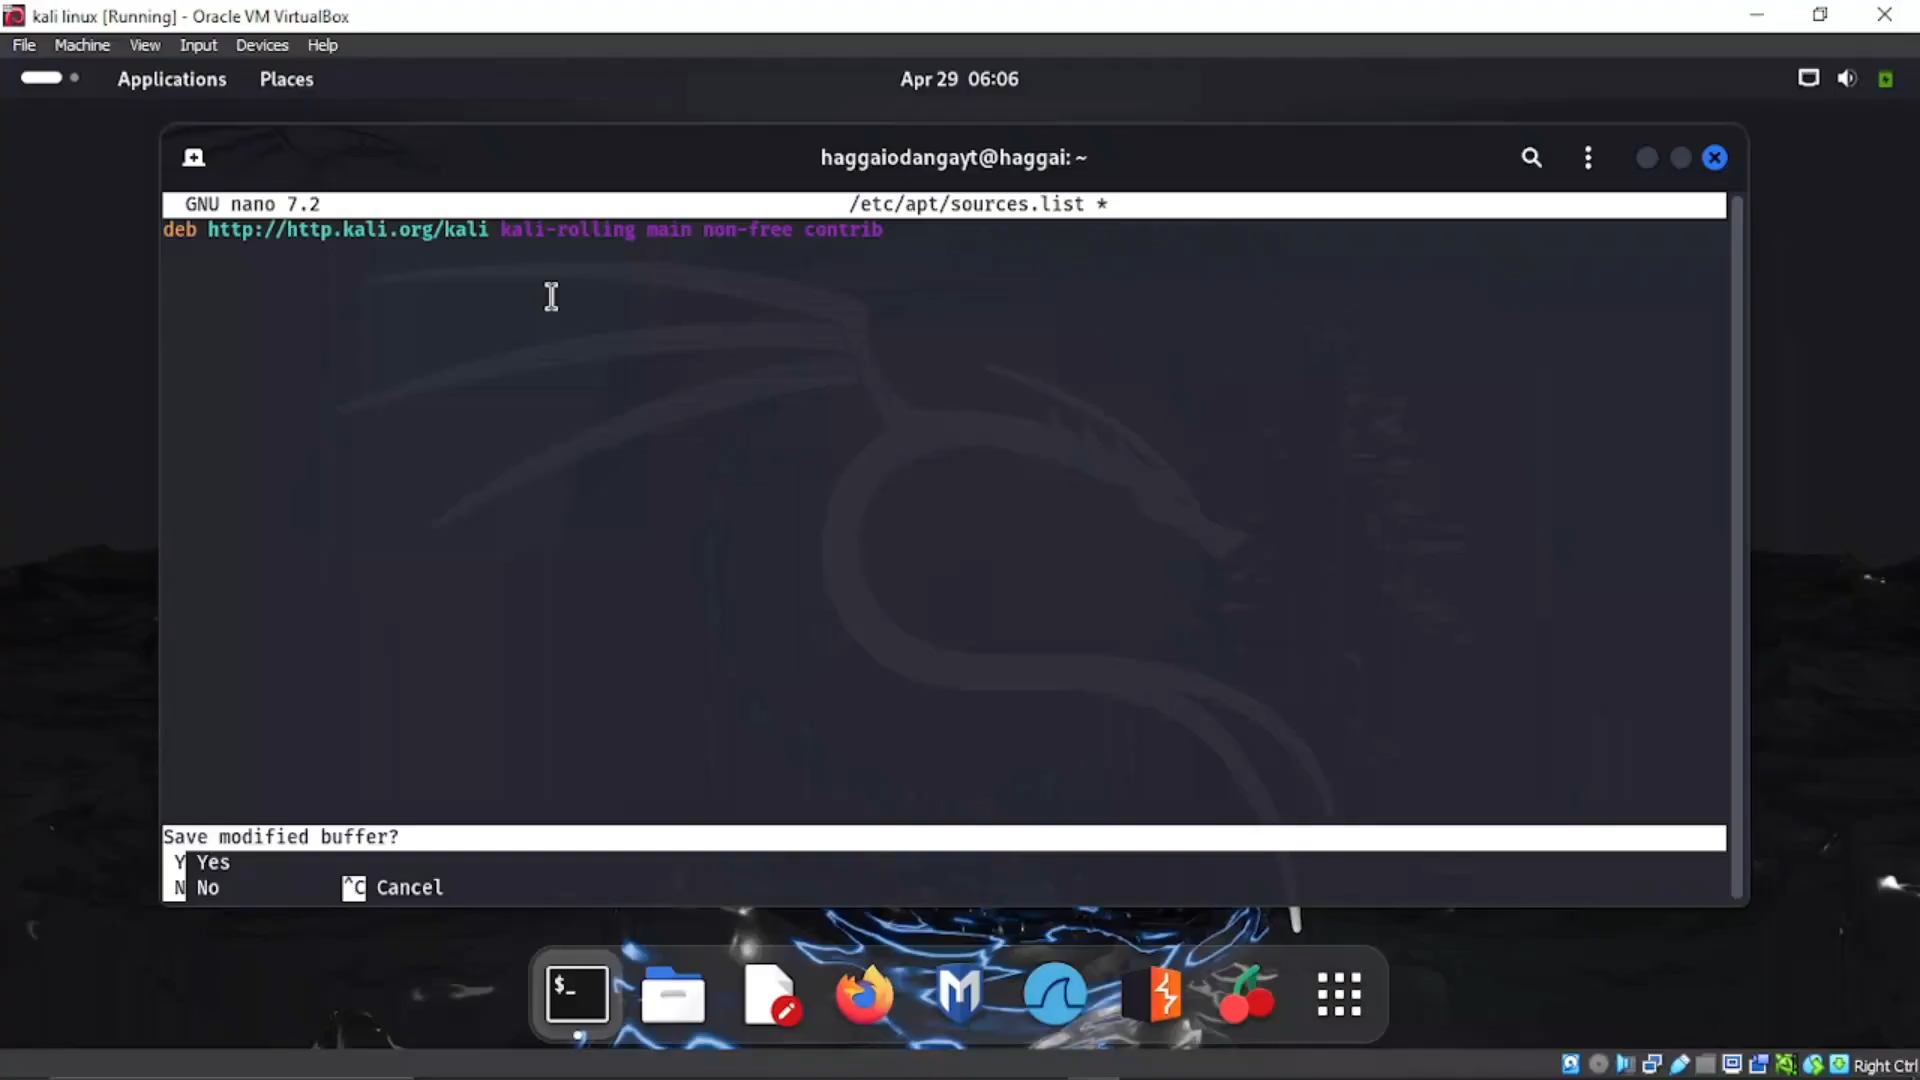 kali linux [Running] - Oracle VM VirtualBox
File Machine View Input Devices Help
Applications Places Apr 29 06:06
haggaiodangayt@haggai: ~
GNU nano 7.2 /etc/apt/sources.list *
deb http://http.kali.org/kali kali-rolling main non-free contrib
Save modified buffer?
Y Yes
N No ^C Cancel
$_
Right Ctrl